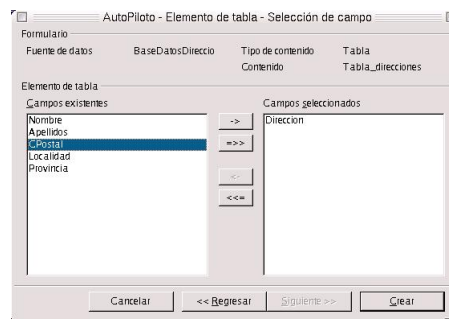 AutoPiloto - Elemento de tabla - Selección de campo
Formulario
Fuente de datos BaseDatosDireccio Tipo de contenido Tabla
Contenido Tabla_direcciones
Elemento de tabla
Campos existentes Campos seleccionados
Nombre -> Direccion
Apellidos
CPostal =>>
Localidad
Provincia
<-
<<=
Cancelar << Regresar Siguiente >> Crear